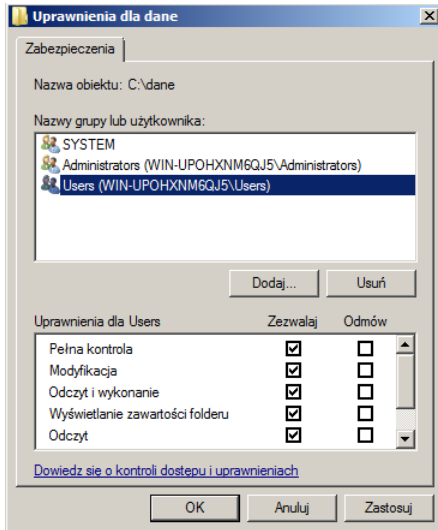 Uprawnienia dla dane
Zabezpieczenia
Nazwa obiektu: C:\dane
Nazwy grupy lub użytkownika:
SYSTEM
Administrators (WIN-UPOHXNM6QJ5\Administrators)
Users (WIN-UPOHXNM6QJ5\Users)
Dodaj... Usuń
Uprawnienia dla Users Zezwalaj Odmów
Pełna kontrola
Modyfikacja
Odczyt i wykonanie
Wyświetlanie zawartości folderu
Odczyt
Dowiedz się o kontroli dostępu i uprawnieniach
OK Anuluj Zastosuj